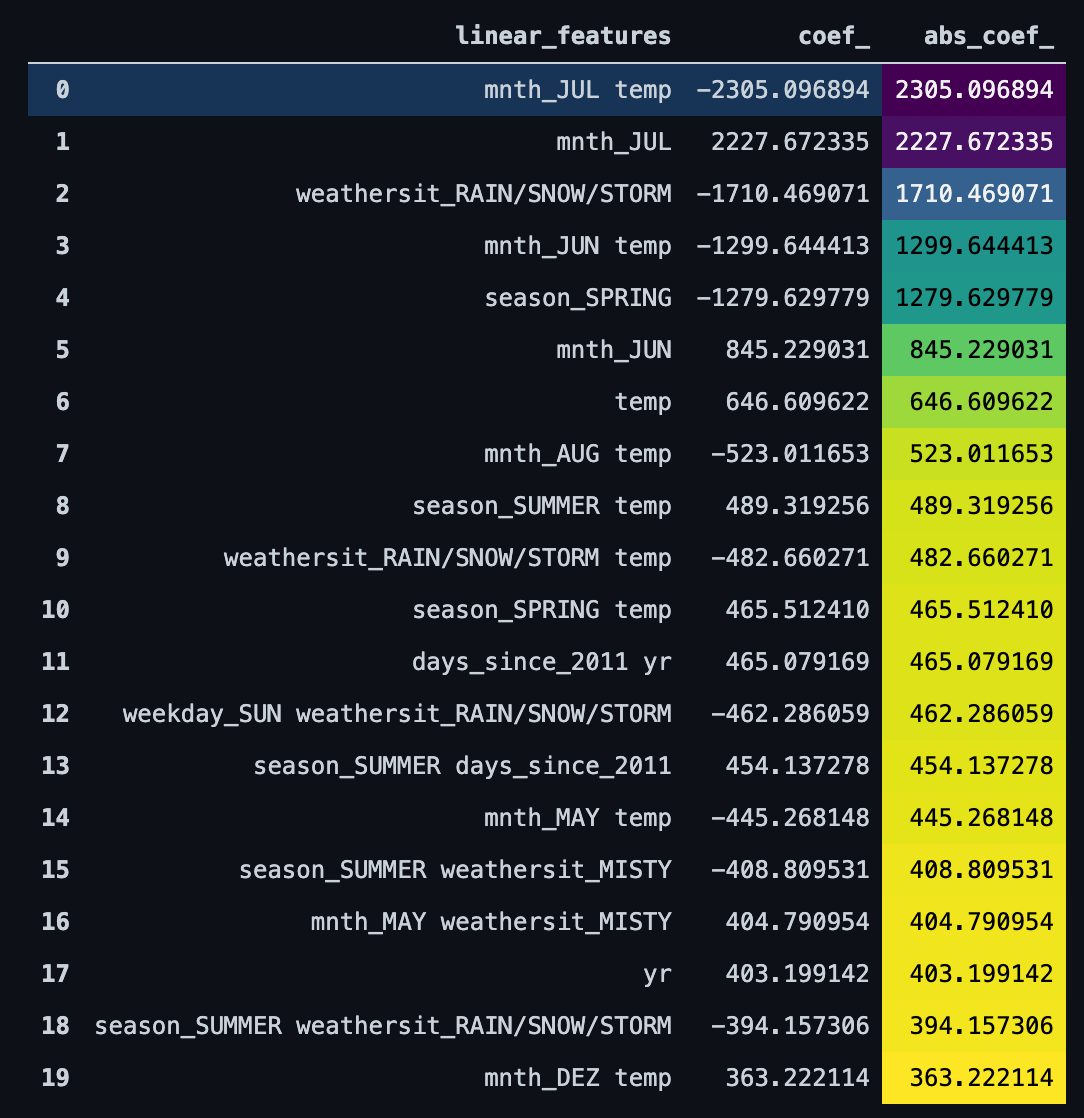 linear_features coef_ abs_coef_
0 mnth_JUL temp −2305.096894 2305.096894
1 mnth_JUL 2227.672335 2227.672335
2 weathersit_RAIN/SNOW/STORM −1710.469071 1710.469071
3 mnth_JUN temp −1299.644413 1299.644413
4 season_SPRING −1279.629779 1279.629779
5 mnth_JUN 845.229031 845.229031
6 temp 646.609622 646.609622
7 mnth_AUG temp −523.011653 523.011653
8 season_SUMMER temp 489.319256 489.319256
9 weathersit_RAIN/SNOW/STORM temp −482.660271 482.660271
10 season_SPRING temp 465.512410 465.512410
11 days_since_2011 yr 465.079169 465.079169
12 weekday_SUN weathersit_RAIN/SNOW/STORM −462.286059 462.286059
13 season_SUMMER days_since_2011 454.137278 454.137278
14 mnth_MAY temp −445.268148 445.268148
15 season_SUMMER weathersit_MISTY −408.809531 408.809531
16 mnth_MAY weathersit_MISTY 404.790954 404.790954
17 yr 403.199142 403.199142
18 season_SUMMER weathersit_RAIN/SNOW/STORM −394.157306 394.157306
19 mnth_DEZ temp 363.222114 363.222114